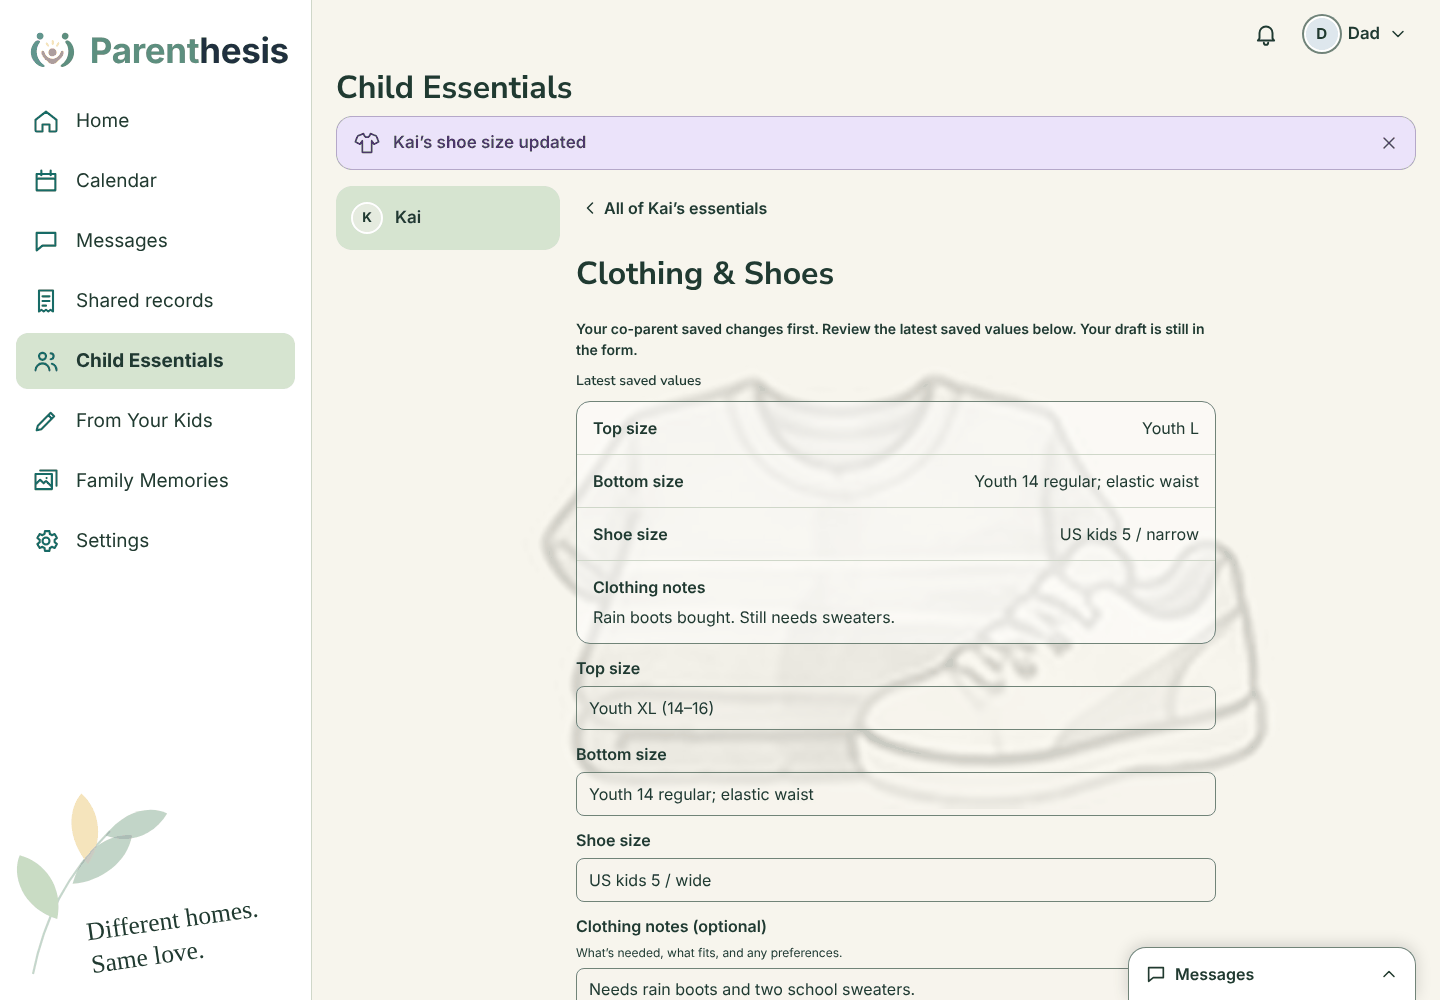 Parenthesis
Home
Calendar
Messages
Shared records
Child Essentials
From Your Kids
Family Memories
Settings
Different homes.
Same love.
D Dad
Child Essentials
Kai’s shoe size updated
K Kai
All of Kai’s essentials
Clothing & Shoes
Your co-parent saved changes first. Review the latest saved values below. Your draft is still in
the form.
Latest saved values
Top size Youth L
Bottom size Youth 14 regular; elastic waist
Shoe size US kids 5 / narrow
Clothing notes
Rain boots bought. Still needs sweaters.
Top size
Youth XL (14–16)
Bottom size
Youth 14 regular; elastic waist
Shoe size
US kids 5 / wide
Clothing notes (optional)
What’s needed, what fits, and any preferences.
Needs rain boots and two school sweaters.
Messages